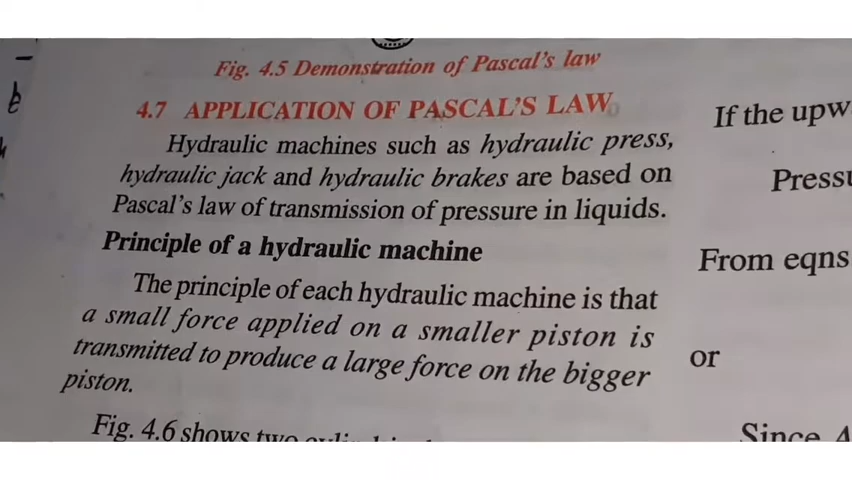 Fig. 4.5 Demonstration of Pascal's law
4.7 APPLICATION OF PASCAL'S LAW
Hydraulic machines such as hydraulic press,
hydraulic jack and hydraulic brakes are based on
Pascal's law of transmission of pressure in liquids.
Principle of a hydraulic machine
The principle of each hydraulic machine is that
a small force applied on a smaller piston is
transmitted to produce a large force on the bigger
piston.
Fig. 4.6 shows two
If the upw
Pressu
From eqns
or
Since